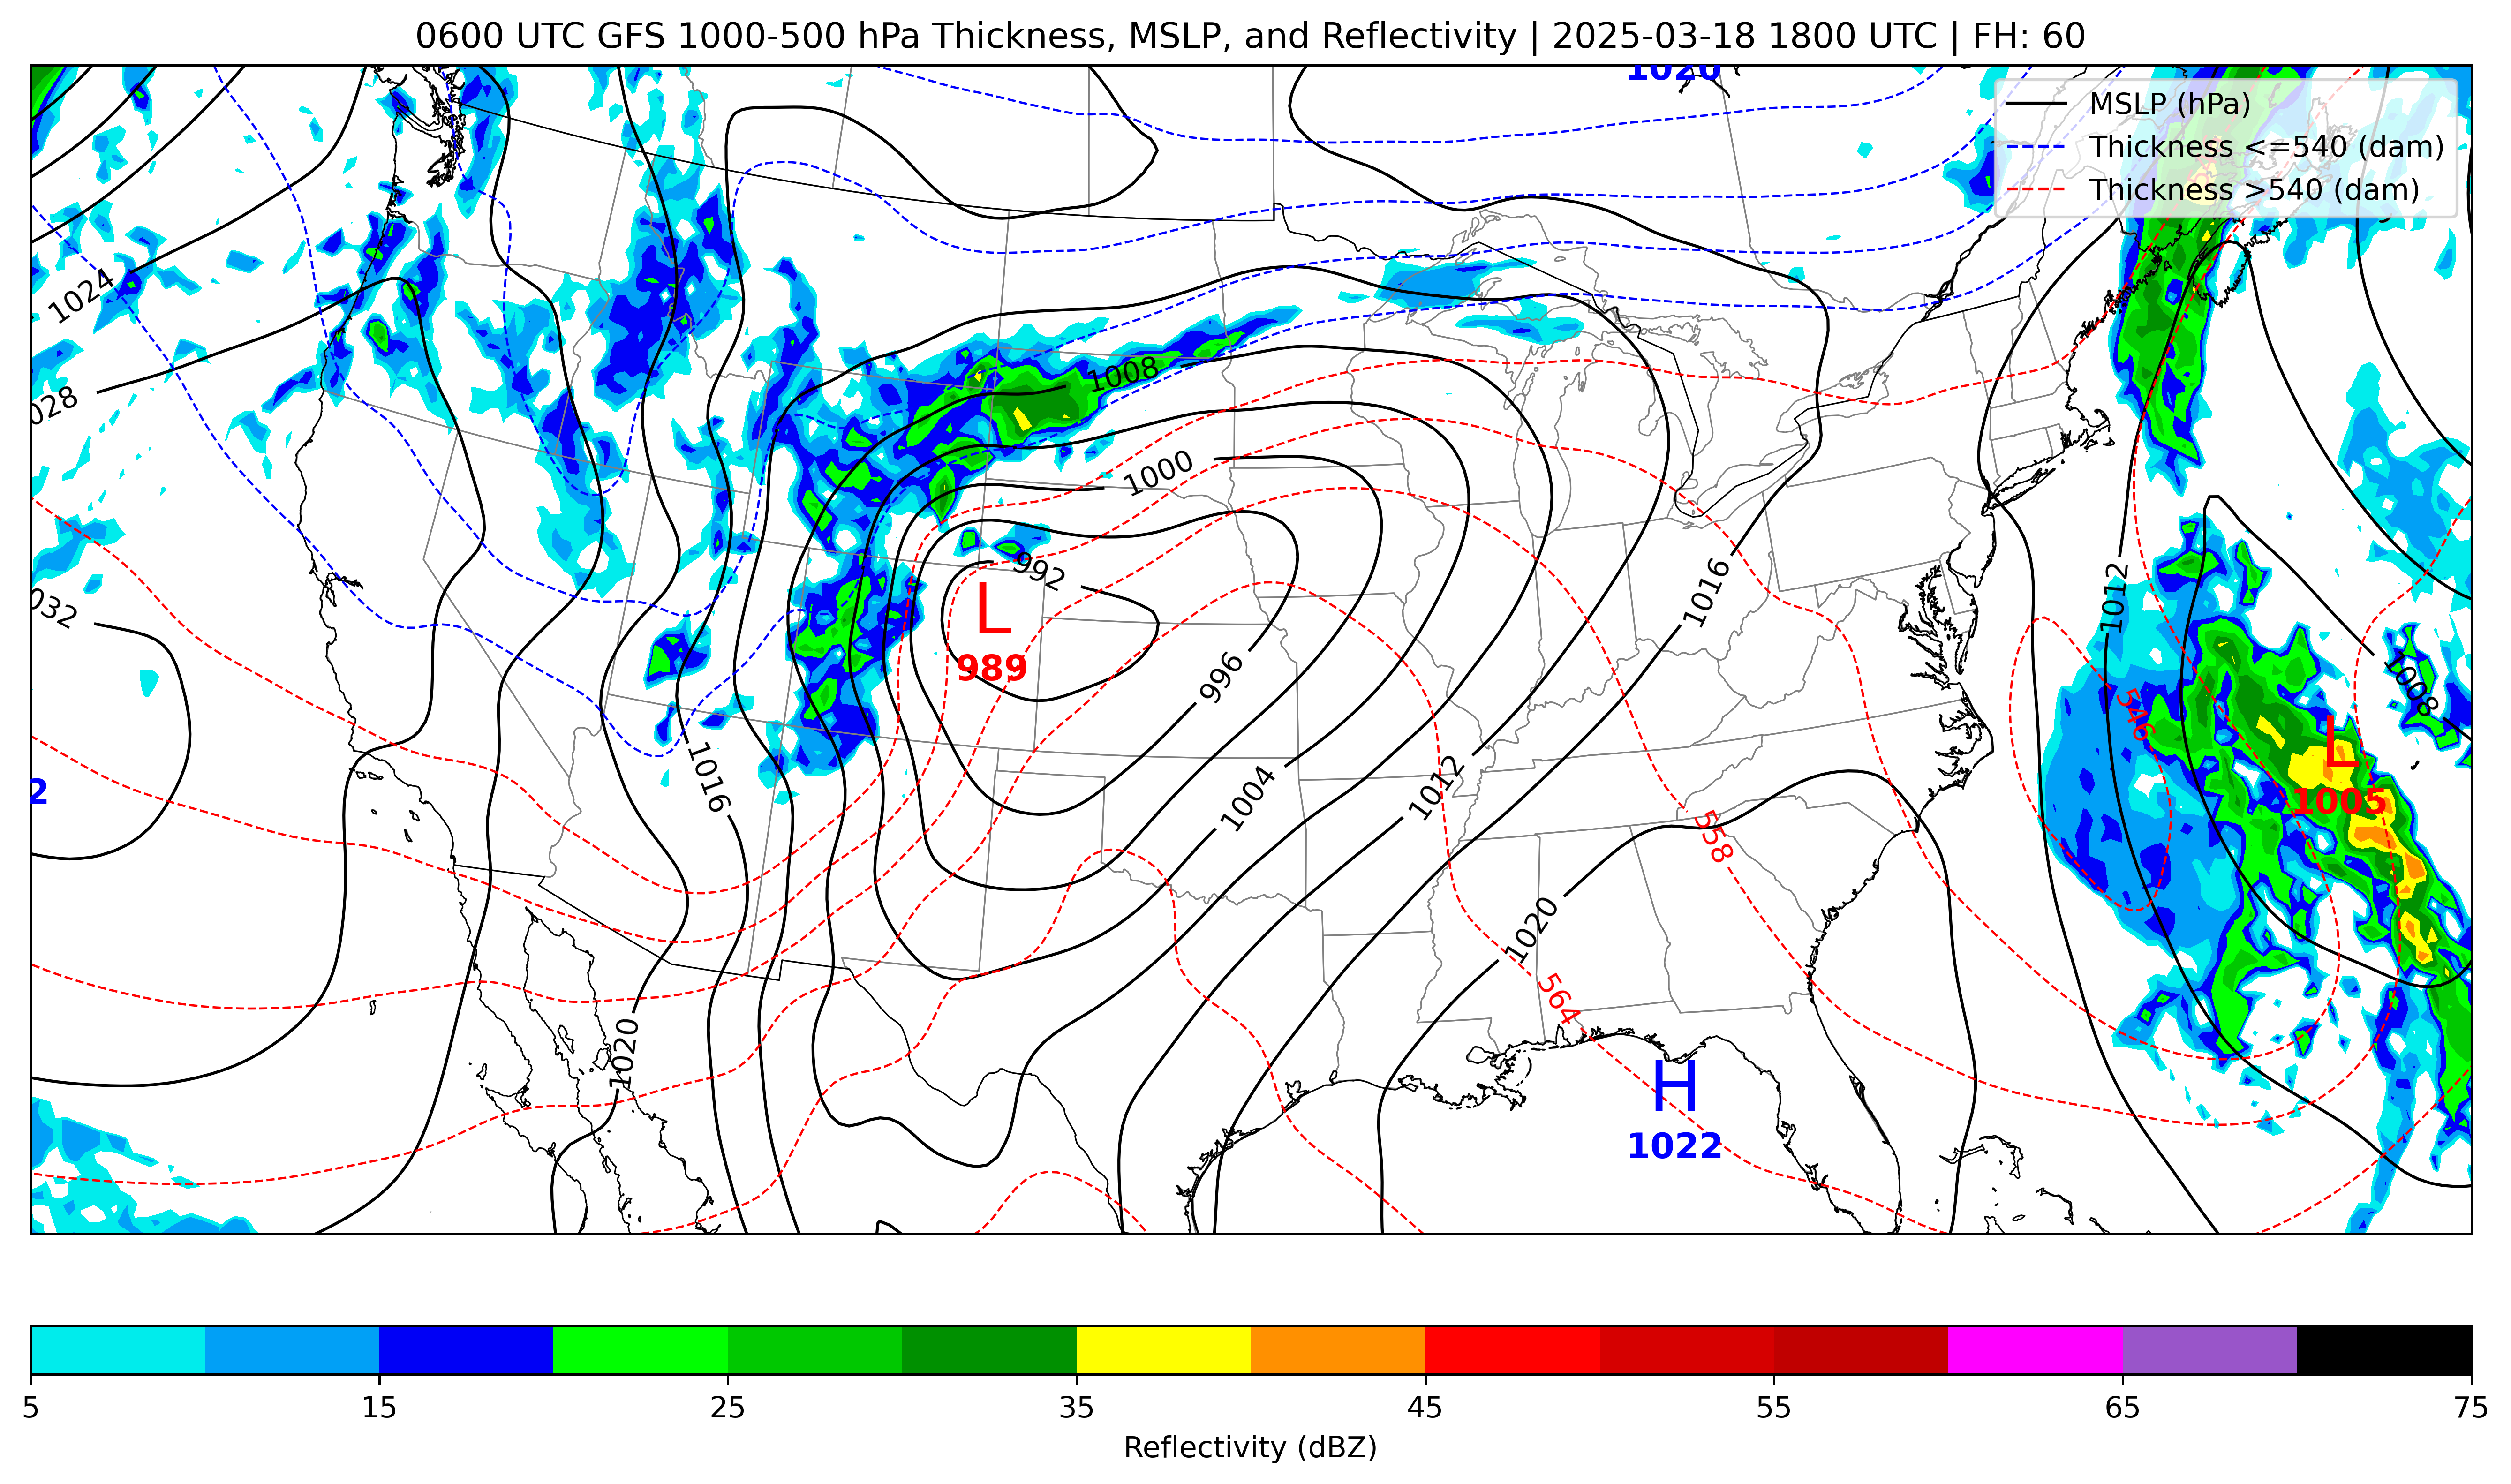 0600 UTC GFS 1000-500 hPa Thickness, MSLP, and Reflectivity | 2025-03-18 1800 UTC | FH: 60
1020
MSLP (hPa)
Thickness <=540 (dam)
Thickness >540 (dam)
1024
1008
028
1000
992
032
L
989
1016
1012
996
1008
546
L
1005
2
1016
1004
1012
558
1020
564
1020
H
1022
5 15 25 35 45 55 65 75
Reflectivity (dBZ)